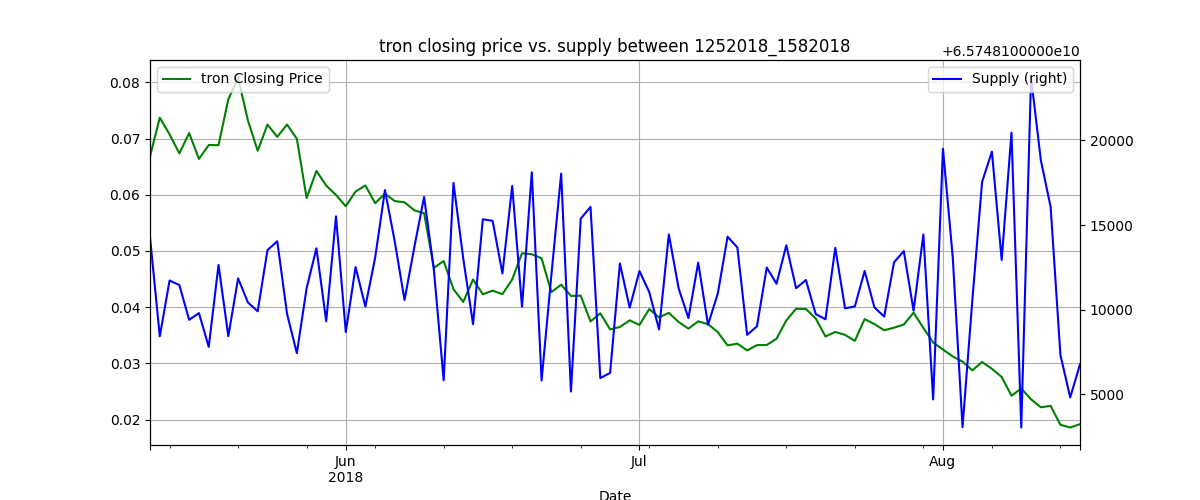 tron closing price vs. supply between 1252018_1582018
+6.5748100000e10
tron Closing Price
Supply (right)
0.08
0.07
0.06
0.05
0.04
0.03
0.02
20000
15000
10000
5000
Jun
2018
Jul
Aug
Date